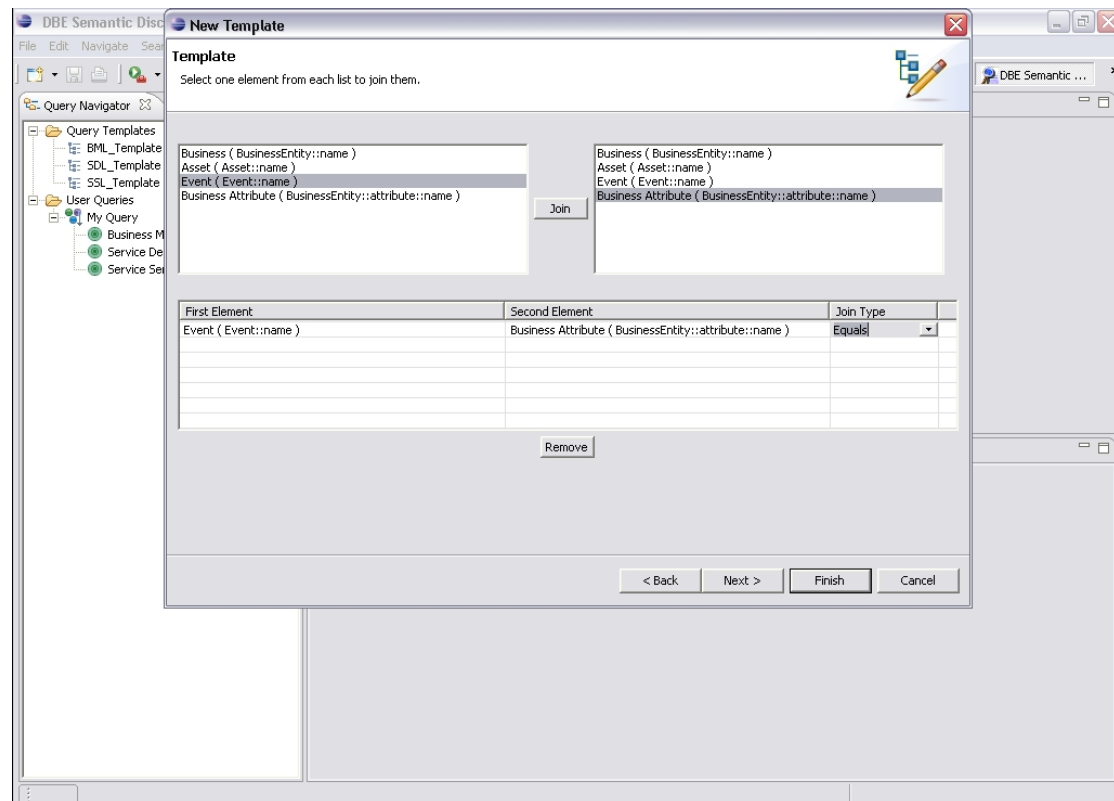 DBE Semantic Disc
New Template
File Edit Navigate Sear
Template
Select one element from each list to join them.
DBE Semantic ...
Query Navigator
Query Templates
BML_Template
SDL_Template
SSL_Template
User Queries
My Query
Business M
Service De
Service Ser
Business ( BusinessEntity::name )
Asset ( Asset::name )
Event ( Event::name )
Business Attribute ( BusinessEntity::attribute::name )
Join
Business ( BusinessEntity::name )
Asset ( Asset::name )
Event ( Event::name )
Business Attribute ( BusinessEntity::attribute::name )
First Element Second Element Join Type
Event ( Event::name ) Business Attribute ( BusinessEntity::attribute::name ) Equals
Remove
< Back Next > Finish Cancel